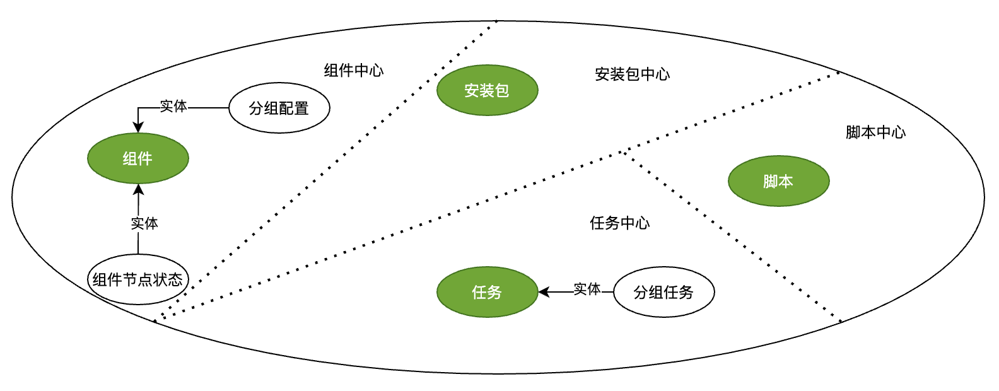 组件中心
安装包中心
安装包
实体
分组配置
脚本中心
组件
脚本
实体
任务中心
组件节点状态
任务
实体
分组任务